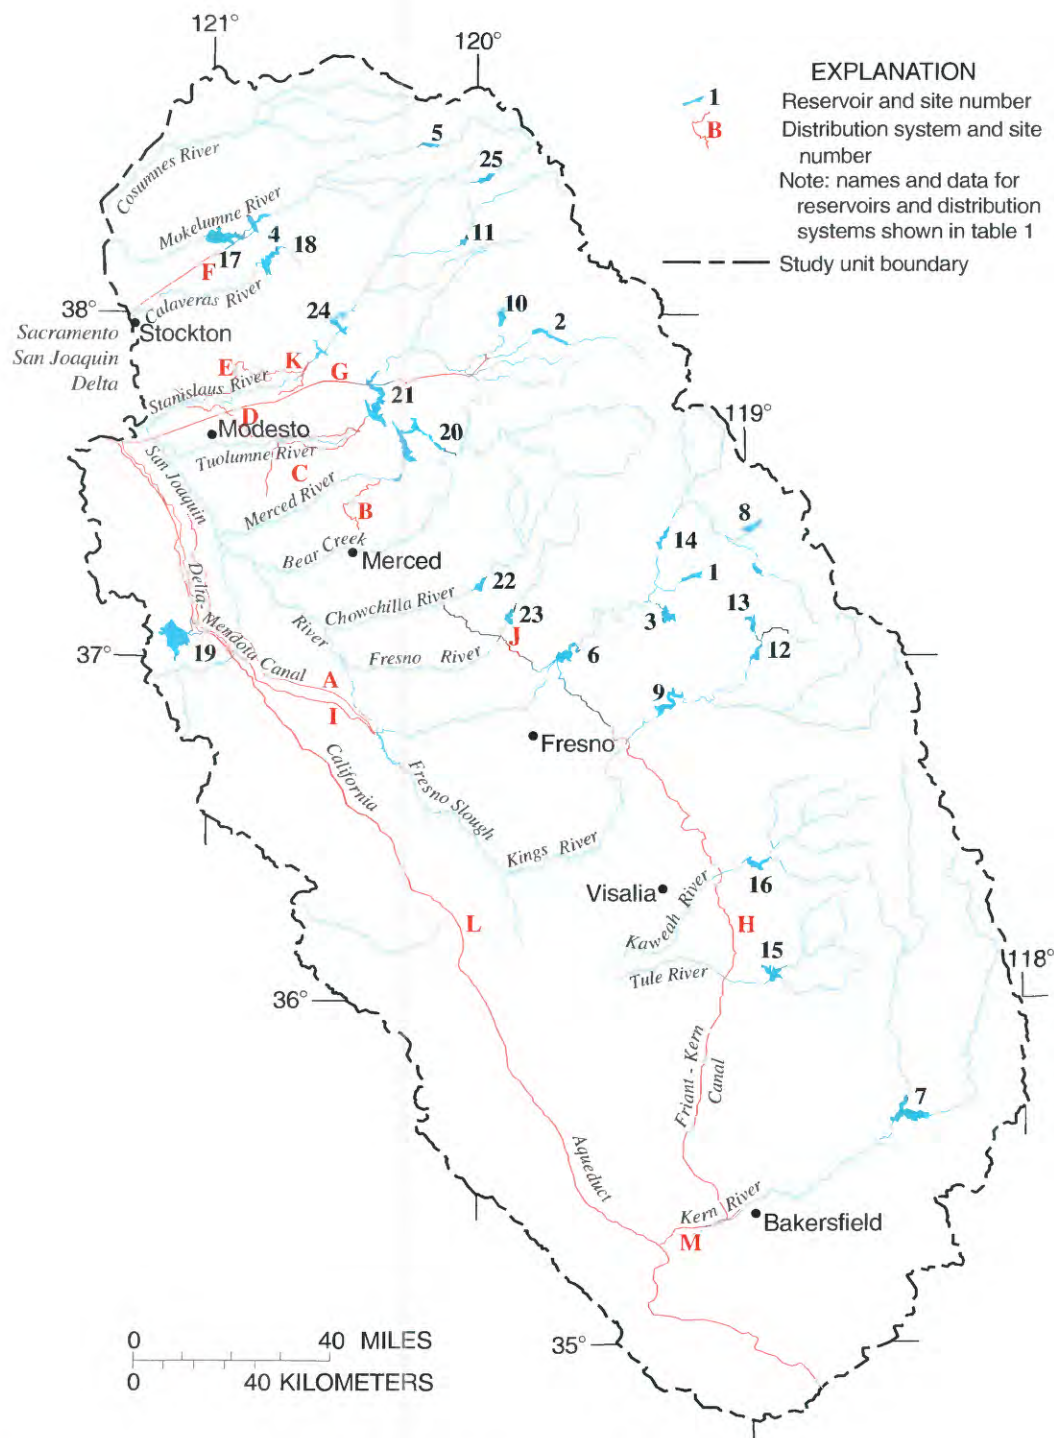 121°
120°
EXPLANATION
1
Reservoir and site number
B
Distribution system and site
number
Note: names and data for
reservoirs and distribution
systems shown in table 1
Study unit boundary
5
Cosumnes River
25
Mokelumne River
4
18
11
17
F
Calaveras River
38°
Stockton
24
10
2
Sacramento
San Joaquin
Delta
E
K
G
Stanislaus River
21
D
119°
Modesto
20
San Joaquin
Tuolumne River
C
Merced River
B
8
14
Bear Creek
Merced
22
1
Delta-
Chowchilla River
23
3
13
Mendota Canal
River
J
12
37°
19
Fresno River
6
A
9
I
Fresno
California
Fresno Slough
Kings River
16
Visalia
Kaweah River
L
H
15
118°
Tule River
36°
Friant - Kern
Canal
7
Aqueduct
Kern River
Bakersfield
M
35°
0 40 MILES
0 40 KILOMETERS